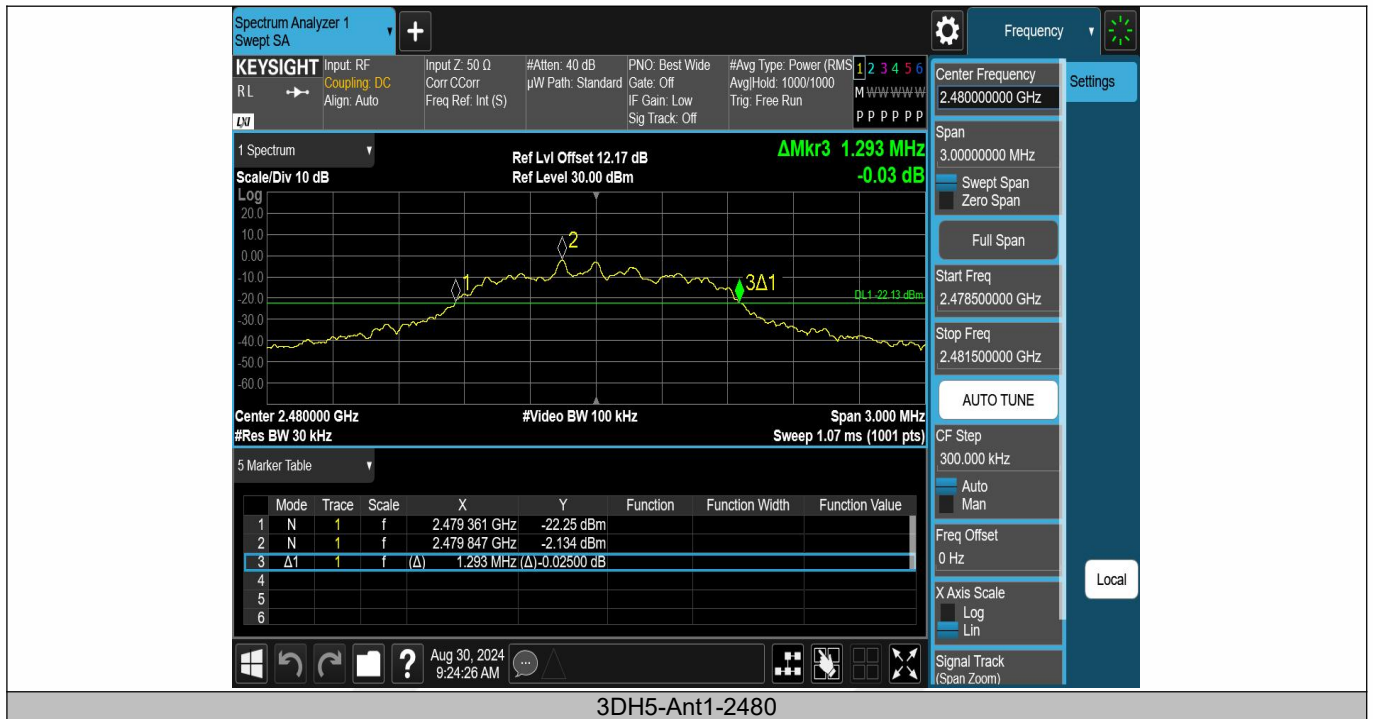 Spectrum Analyzer 1
Swept SA
+
Frequency
KEYSIGHT
RL
LXI
Input: RF
Coupling: DC
Align: Auto
Input Z: 50 Ω
Corr CCorr
Freq Ref: Int (S)
#Atten: 40 dB
µW Path: Standard
PNO: Best Wide
Gate: Off
IF Gain: Low
Sig Track: Off
#Avg Type: Power (RMS
Avg|Hold: 1000/1000
Trig: Free Run
1 2 3 4 5 6
M W W W W W
P P P P P P
Center Frequency
2.480000000 GHz
Settings
Span
3.00000000 MHz
Swept Span
Zero Span
Full Span
Start Freq
2.478500000 GHz
Stop Freq
2.481500000 GHz
AUTO TUNE
CF Step
300.000 kHz
Auto
Man
Freq Offset
0 Hz
X Axis Scale
Log
Lin
Signal Track
(Span Zoom)
Local
1 Spectrum
Scale/Div 10 dB
Ref Lvl Offset 12.17 dB
Ref Level 30.00 dBm
ΔMkr3 1.293 MHz
-0.03 dB
Log
20.0
10.0
0.00
-10.0
-20.0
-30.0
-40.0
-50.0
-60.0
1
2
3Δ1
DL1 -22.13 dBm
Center 2.480000 GHz
#Video BW 100 kHz
Span 3.000 MHz
#Res BW 30 kHz
Sweep 1.07 ms (1001 pts)
5 Marker Table
Mode Trace Scale X Y Function Function Width Function Value
1 N 1 f 2.479 361 GHz -22.25 dBm
2 N 1 f 2.479 847 GHz -2.134 dBm
3 Δ1 1 f (Δ) 1.293 MHz (Δ) -0.02500 dB
4
5
6
?
Aug 30, 2024
9:24:26 AM
3DH5-Ant1-2480